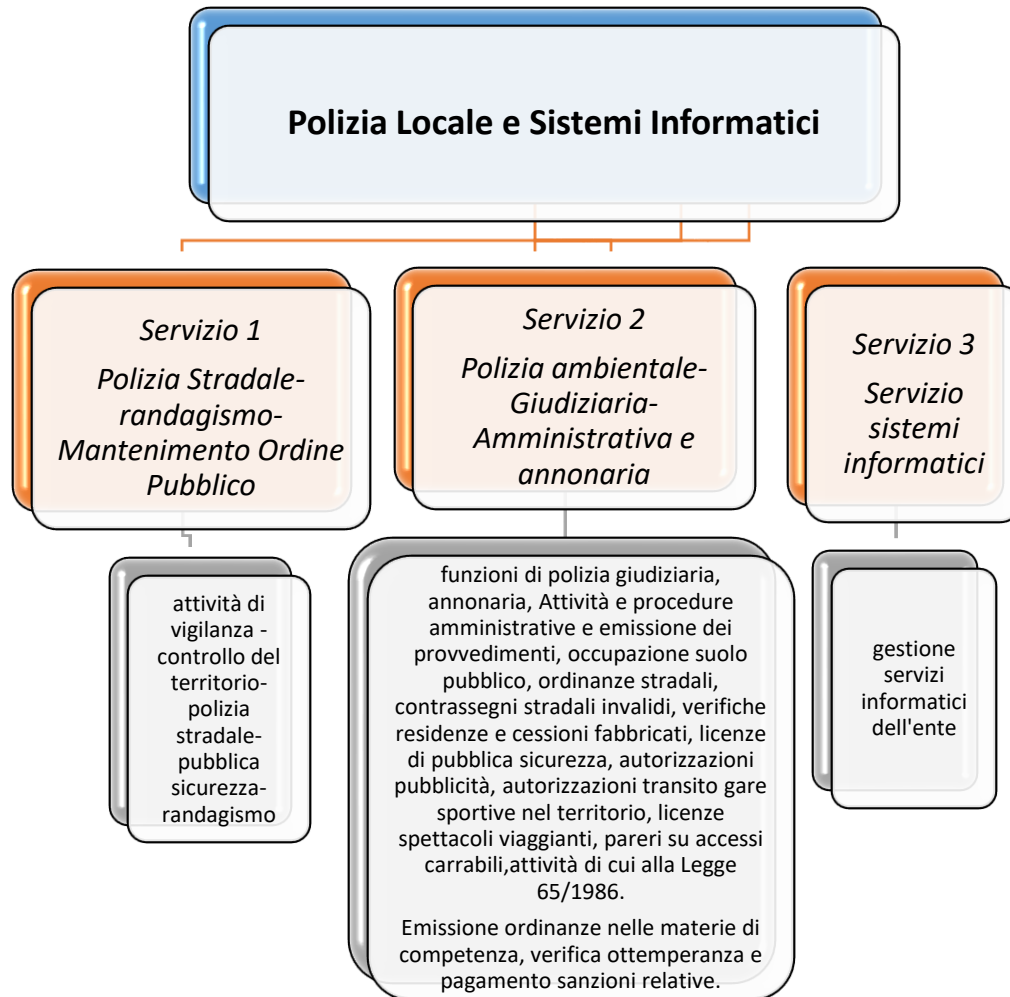 Polizia Locale e Sistemi Informatici
Servizio 1
Polizia Stradale-
randagismo-
Mantenimento Ordine
Pubblico
Servizio 2
Polizia ambientale-
Giudiziaria-
Amministrativa e
annonaria
Servizio 3
Servizio
sistemi
informatici
attività di
vigilanza -
controllo del
territorio-
polizia
stradale-
pubblica
sicurezza-
randagismo
funzioni di polizia giudiziaria,
annonaria, Attività e procedure
amministrative e emissione dei
provvedimenti, occupazione suolo
pubblico, ordinanze stradali,
contrassegni stradali invalidi, verifiche
residenze e cessioni fabbricati, licenze
di pubblica sicurezza, autorizzazioni
pubblicità, autorizzazioni transito gare
sportive nel territorio, licenze
spettacoli viaggianti, pareri su accessi
carrabili,attività di cui alla Legge
65/1986.
Emissione ordinanze nelle materie di
competenza, verifica ottemperanza e
pagamento sanzioni relative.
gestione
servizi
informatici
dell'ente